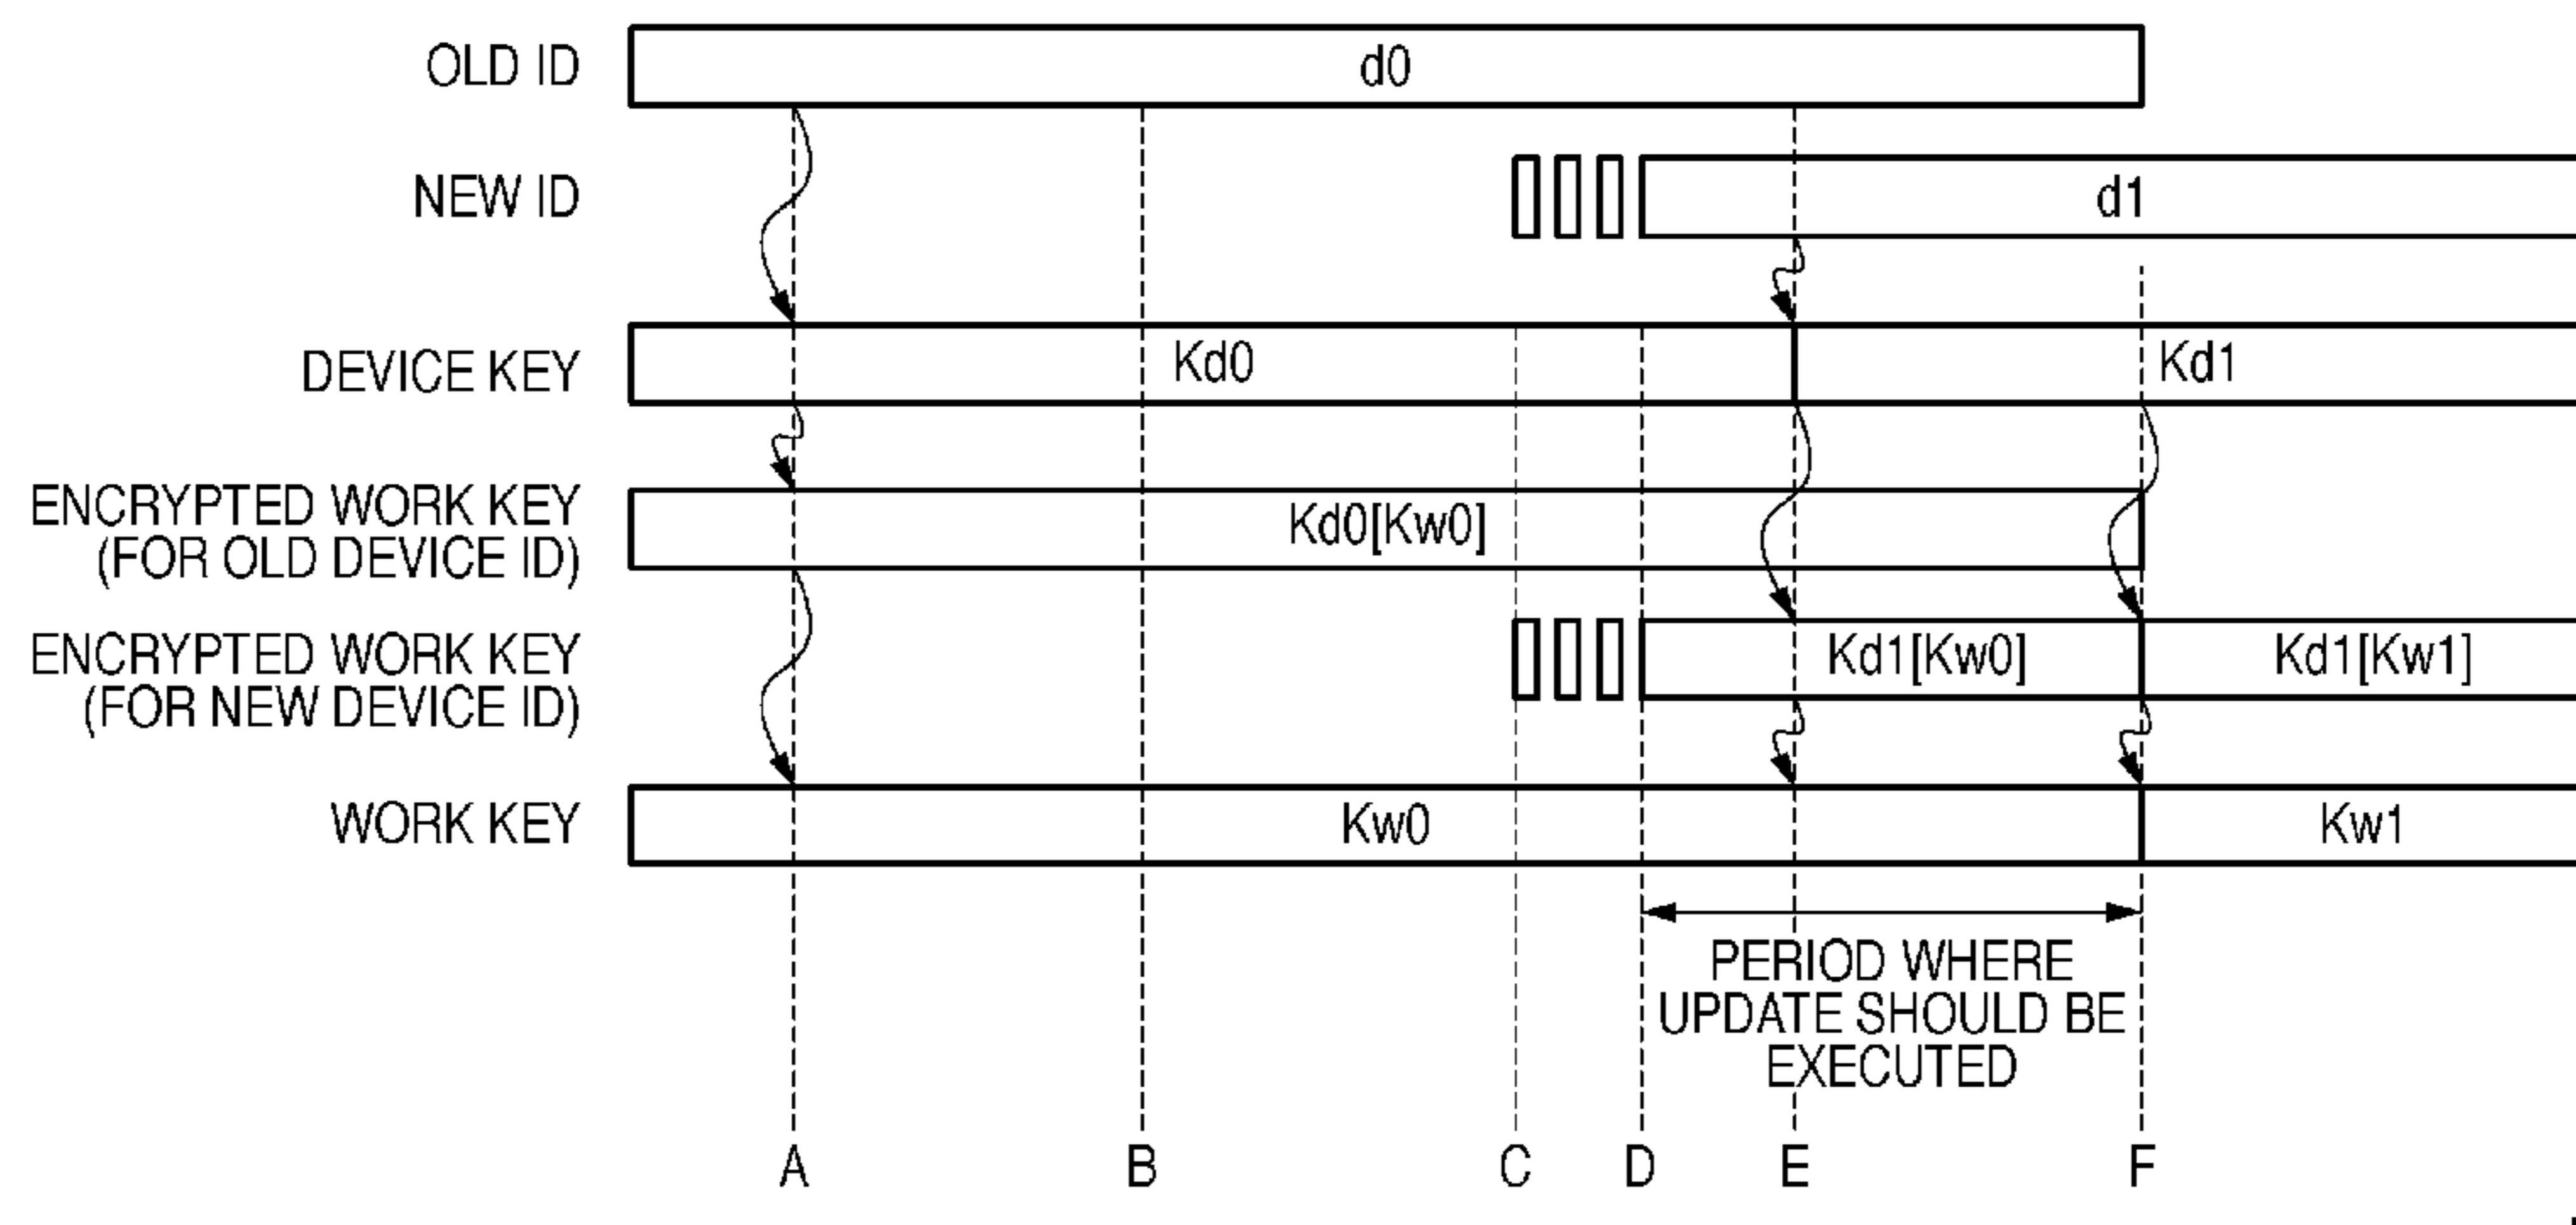 OLD ID
d0
NEW ID
d1
DEVICE KEY
Kd0
Kd1
ENCRYPTED WORK KEY
(FOR OLD DEVICE ID)
Kd0[Kw0]
ENCRYPTED WORK KEY
(FOR NEW DEVICE ID)
Kd1[Kw0]
Kd1[Kw1]
WORK KEY
Kw0
Kw1
PERIOD WHERE
UPDATE SHOULD BE
EXECUTED
A B C D E F